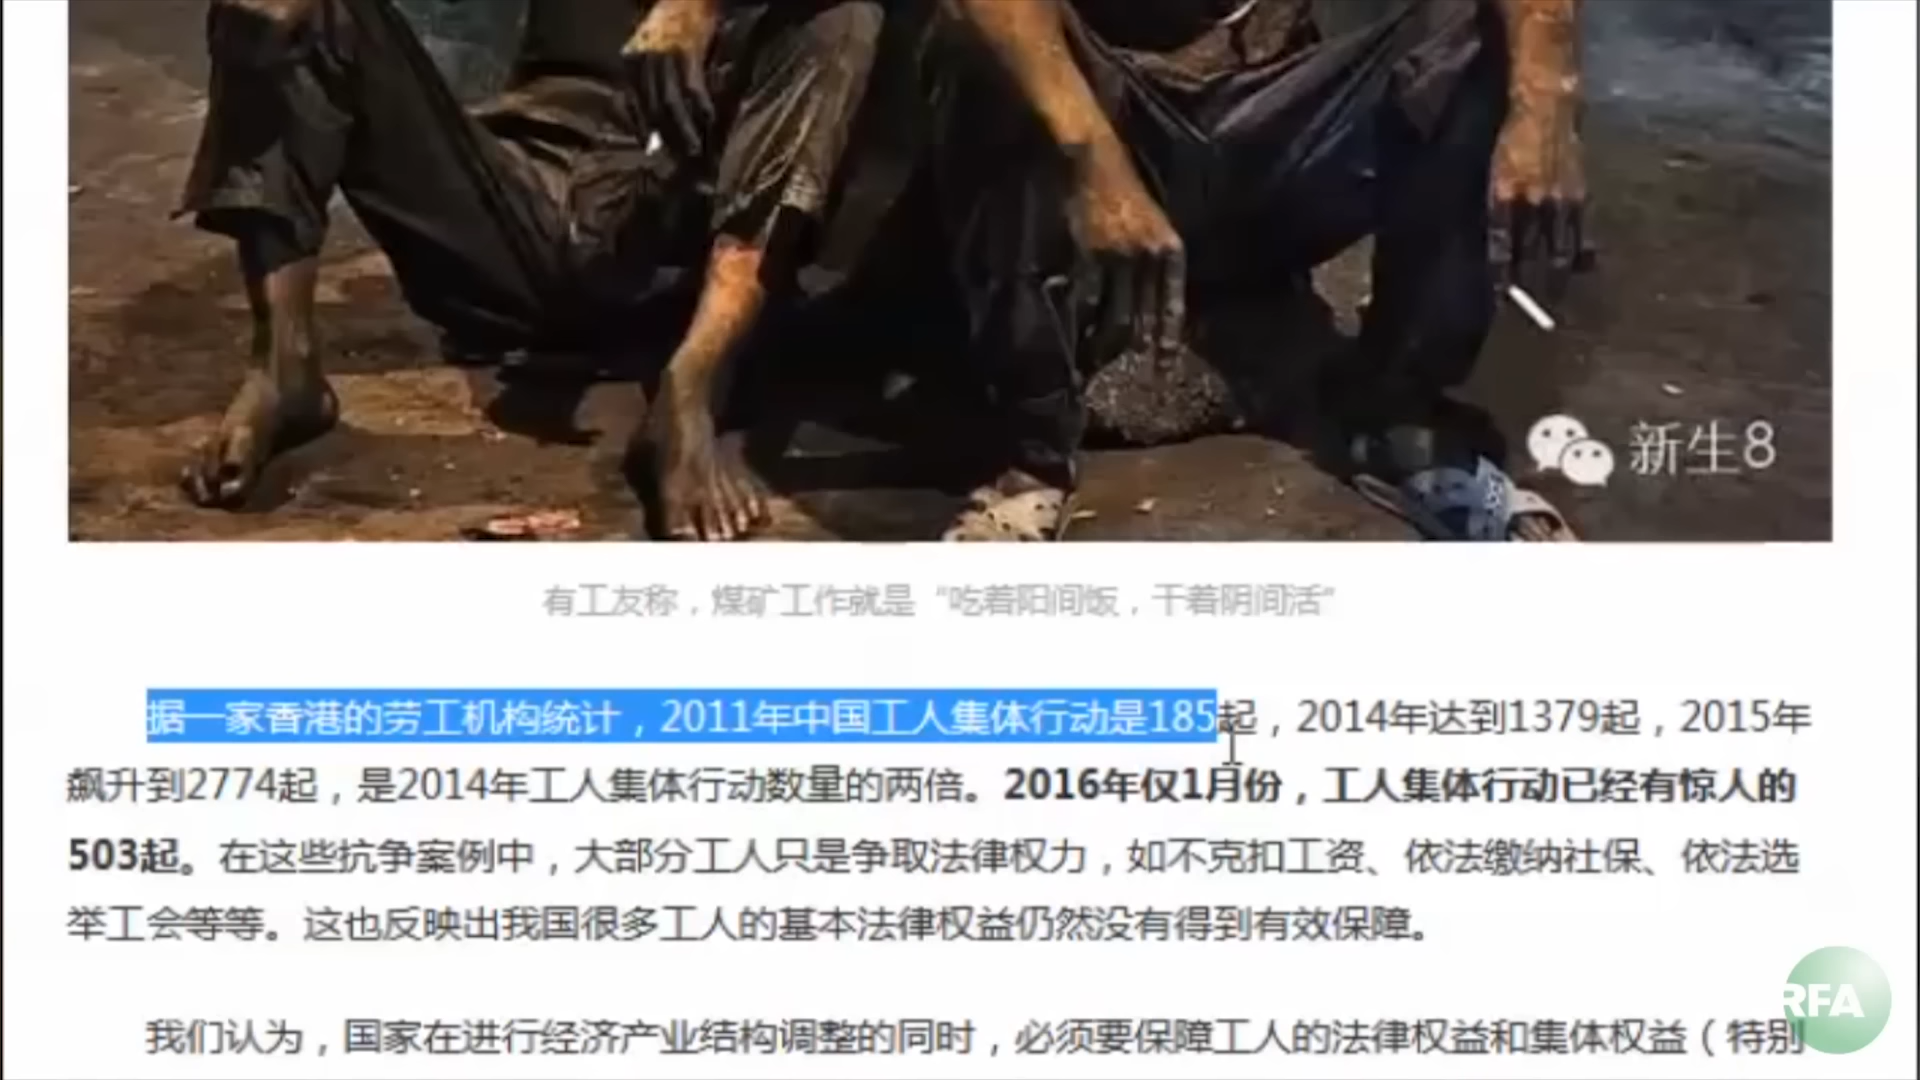 新生8
有工友称，煤矿工作就是“吃着阳间饭，干着阴间活”
据一家香港的劳工机构统计，2011年中国工人集体行动是185起，2014年达到1379起，2015年
飙升到2774起，是2014年工人集体行动数量的两倍。2016年仅1月份，工人集体行动已经有惊人的
503起。在这些抗争案例中，大部分工人只是争取法律权力，如不克扣工资、依法缴纳社保、依法选
举工会等等。这也反映出我国很多工人的基本法律权益仍然没有得到有效保障。
我们认为，国家在进行经济产业结构调整的同时，必须要保障工人的法律权益和集体权益（特别
RFA